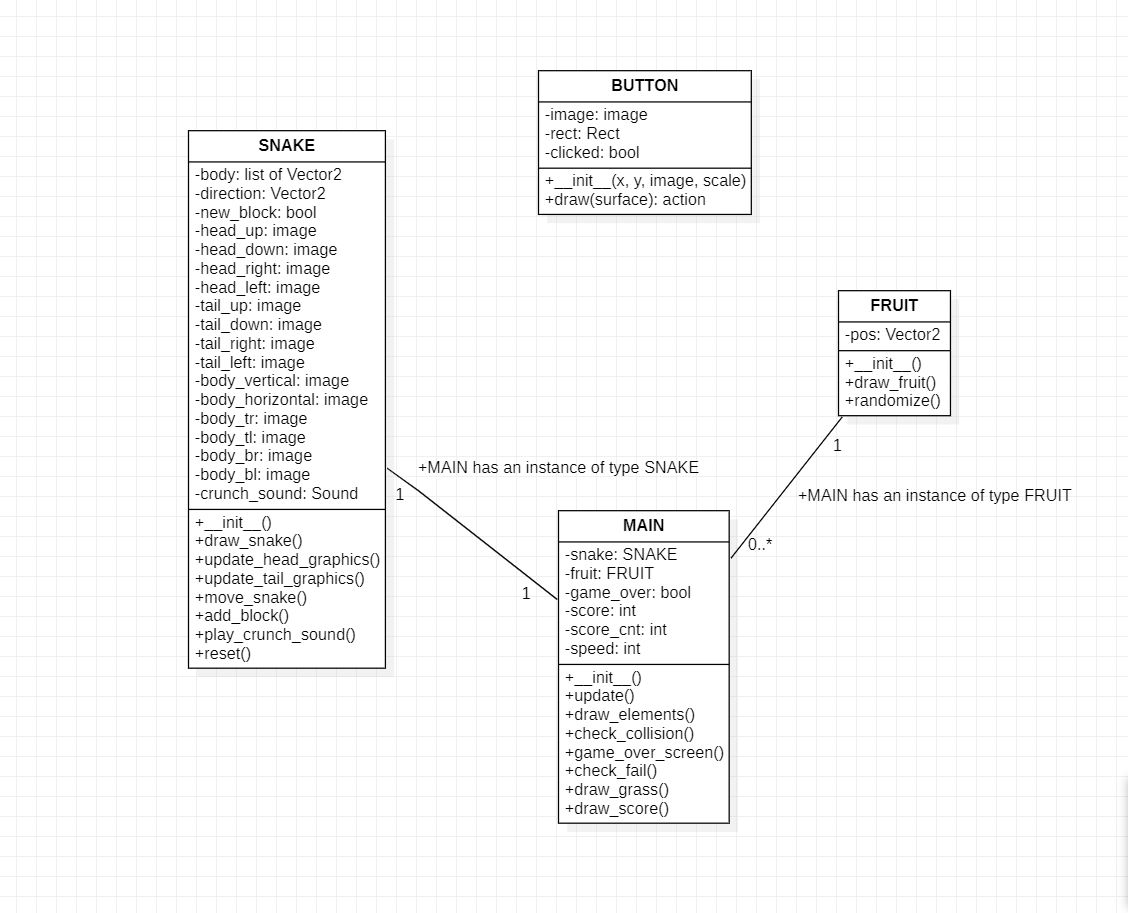 BUTTON
-image: image
-rect: Rect
-clicked: bool
+__init__(x, y, image, scale)
+draw(surface): action
SNAKE
-body: list of Vector2
-direction: Vector2
-new_block: bool
-head_up: image
-head_down: image
-head_right: image
-head_left: image
-tail_up: image
-tail_down: image
-tail_right: image
-tail_left: image
-body_vertical: image
-body_horizontal: image
-body_tr: image
-body_tl: image
-body_br: image
-body_bl: image
-crunch_sound: Sound
+__init__()
+draw_snake()
+update_head_graphics()
+update_tail_graphics()
+move_snake()
+add_block()
+play_crunch_sound()
+reset()
FRUIT
-pos: Vector2
+__init__()
+draw_fruit()
+randomize()
1
+MAIN has an instance of type SNAKE
1
+MAIN has an instance of type FRUIT
0..*
1
MAIN
-snake: SNAKE
-fruit: FRUIT
-game_over: bool
-score: int
-score_cnt: int
-speed: int
+__init__()
+update()
+draw_elements()
+check_collision()
+game_over_screen()
+check_fail()
+draw_grass()
+draw_score()